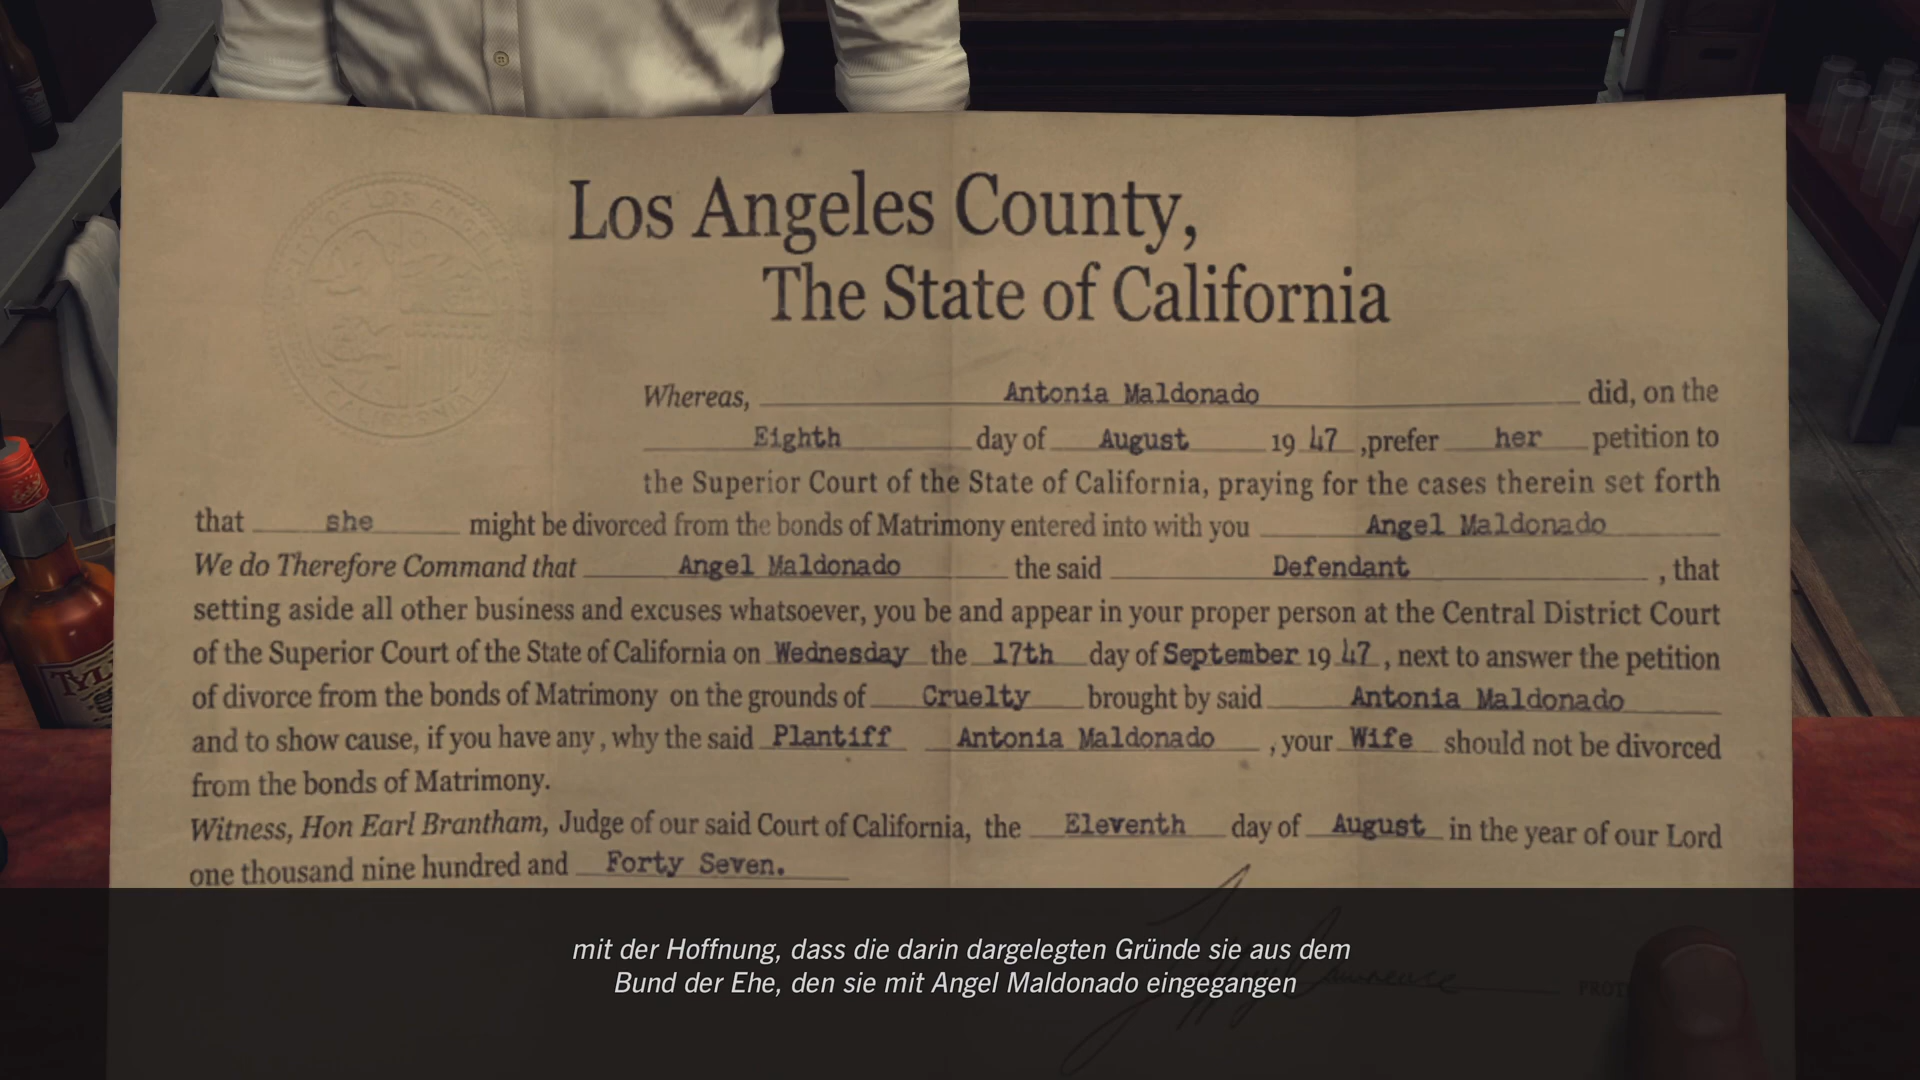 Los Angeles County,
The State of California
Whereas, Antonia Maldonado did, on the
Eighth day of August 19 47 ,prefer her petition to
the Superior Court of the State of California, praying for the cases therein set forth
that she might be divorced from the bonds of Matrimony entered into with you Angel Maldonado
We do Therefore Command that Angel Maldonado the said Defendant , that
setting aside all other business and excuses whatsoever, you be and appear in your proper person at the Central District Court
of the Superior Court of the State of California on Wednesday the 17th day of September 19 47 , next to answer the petition
of divorce from the bonds of Matrimony on the grounds of Cruelty brought by said Antonia Maldonado
and to show cause, if you have any , why the said Plantiff Antonia Maldonado , your Wife should not be divorced
from the bonds of Matrimony.
Witness, Hon Earl Brantham, Judge of our said Court of California, the Eleventh day of August in the year of our Lord
one thousand nine hundred and Forty Seven.
mit der Hoffnung, dass die darin dargelegten Gründe sie aus dem
Bund der Ehe, den sie mit Angel Maldonado eingegangen